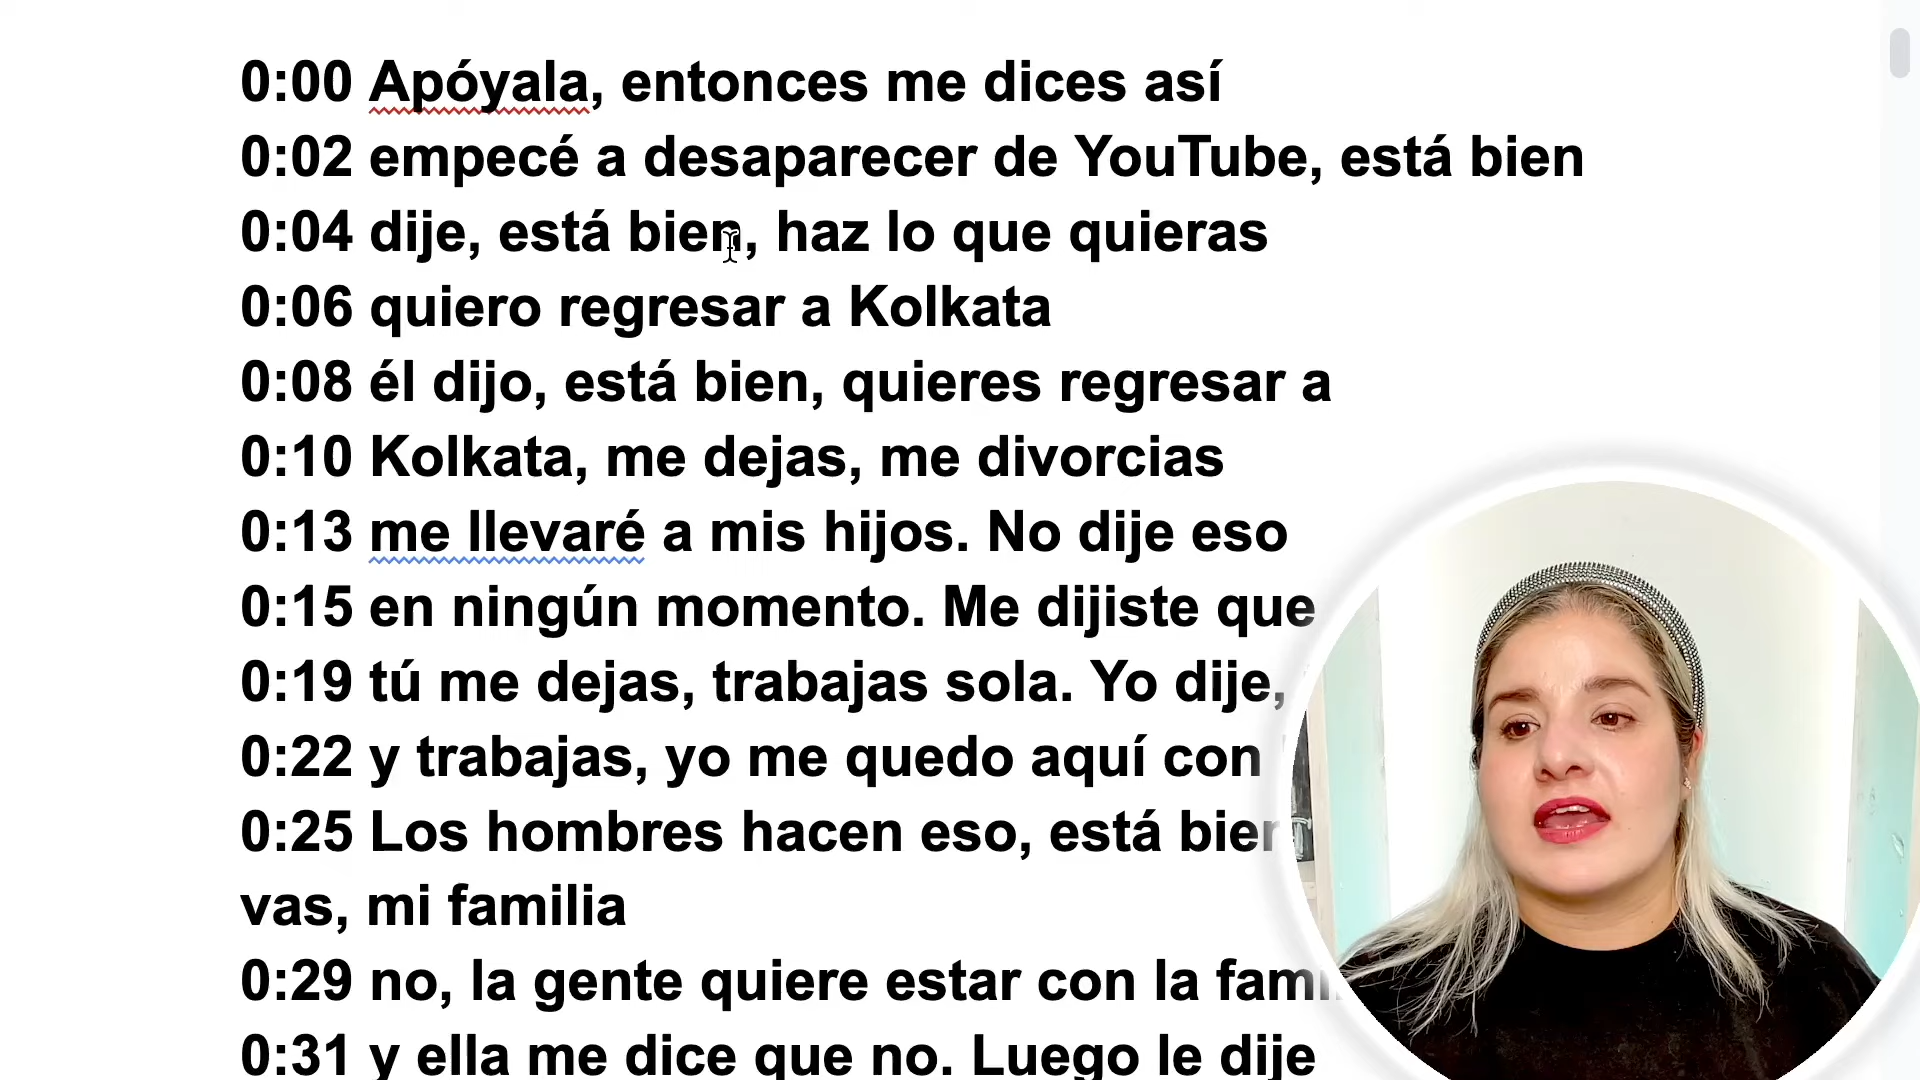 0:00 Apóyala, entonces me dices así
0:02 empecé a desaparecer de YouTube, está bien
0:04 dije, está bien, haz lo que quieras
0:06 quiero regresar a Kolkata
0:08 él dijo, está bien, quieres regresar a
0:10 Kolkata, me dejas, me divorcias
0:13 me llevaré a mis hijos. No dije eso
0:15 en ningún momento. Me dijiste que
0:19 tú me dejas, trabajas sola. Yo dije,
0:22 y trabajas, yo me quedo aquí con
0:25 Los hombres hacen eso, está
vas, mi familia
0:29 no, la gente quiere estar con la
0:31 y ella me dice que no. Luego le dije